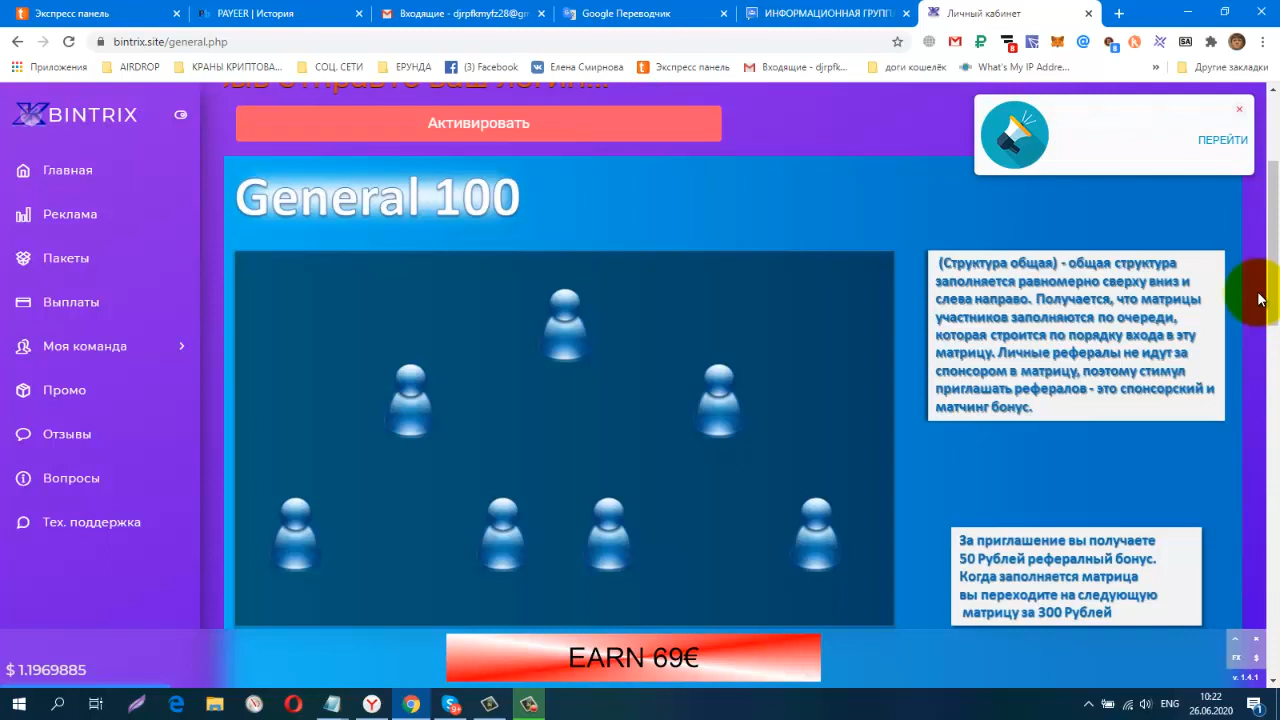 Экспресс панель
PAYEER | История
Входящие - djrpfkmyfz28@gm
Google Переводчик
ИНФОРМАЦИОННАЯ ГРУПП
Личный кабинет
bintrix.site/general.php
Приложения
AIRDROP
КРАНЫ КРИПТОВА...
СОЦ. СЕТИ
ЕРУНДА
(3) Facebook
Елена Смирнова
Экспресс панель
Входящие - djrpfk...
доги кошелёк
What's My IP Addre...
Другие закладки
BINTRIX
Активировать
ПЕРЕЙТИ
Главная
Реклама
Пакеты
Выплаты
Моя команда
Промо
Отзывы
Вопросы
Тех. поддержка
General 100
(Структура общая) - общая структура
заполняется равномерно сверху вниз и
слева направо. Получается, что матрицы
участников заполняются по очереди,
которая строится по порядку входа в эту
матрицу. Личные рефералы не идут за
спонсором в матрицу, поэтому стимул
приглашать рефералов - это спонсорский и
матчинг бонус.
За приглашение вы получаете
50 Рублей рефералный бонус.
Когда заполняется матрица
вы переходите на следующую
матрицу за 300 Рублей
EARN 69€
$ 1.1969885
FX $
v. 1.4.1
ENG
10:22
26.06.2020